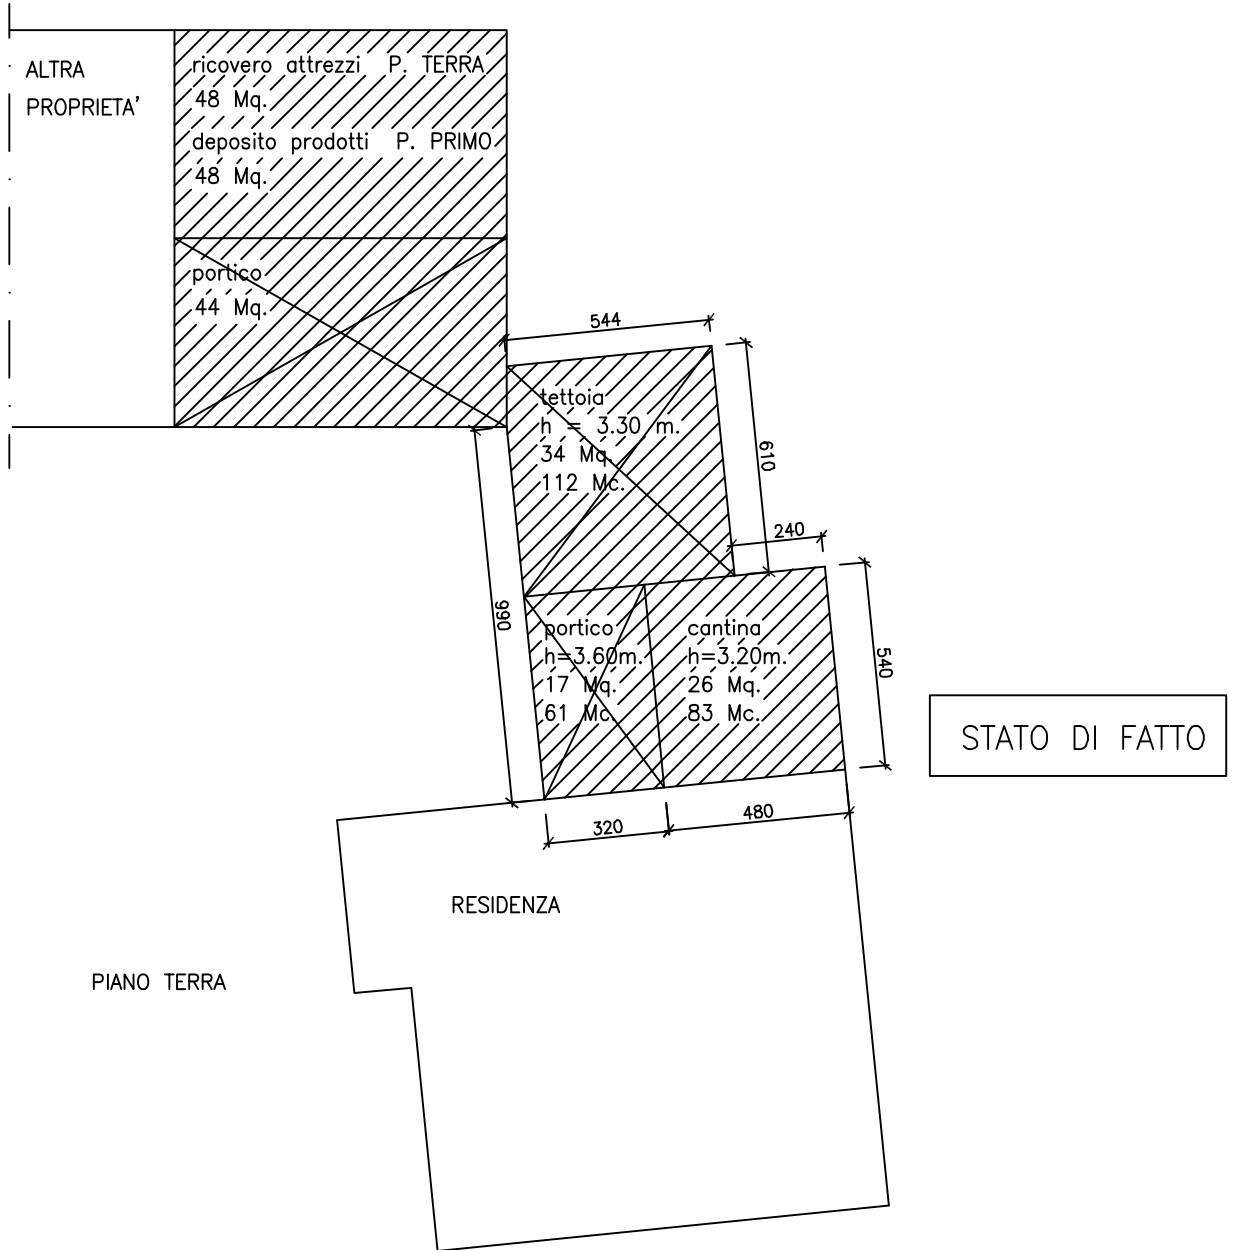 ALTRA
PROPRIETA'
ricovero attrezzi P. TERRA
48 Mq.
deposito prodotti P. PRIMO
48 Mq.
portico
44 Mq.
544
tettoia
h = 3.30 m.
34 Mq.
112 Mc.
610
240
990
portico
h=3.60m.
17 Mq.
61 Mc.
cantina
h=3.20m.
26 Mq.
83 Mc.
540
STATO DI FATTO
320
480
RESIDENZA
PIANO TERRA